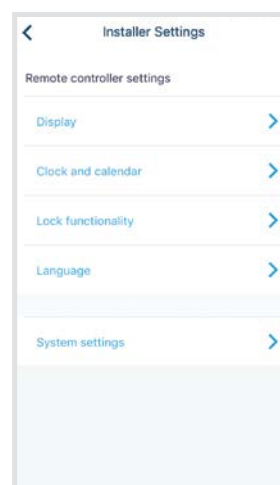 Installer Settings
Remote controller settings
Display
Clock and calendar
Lock functionality
Language
System settings